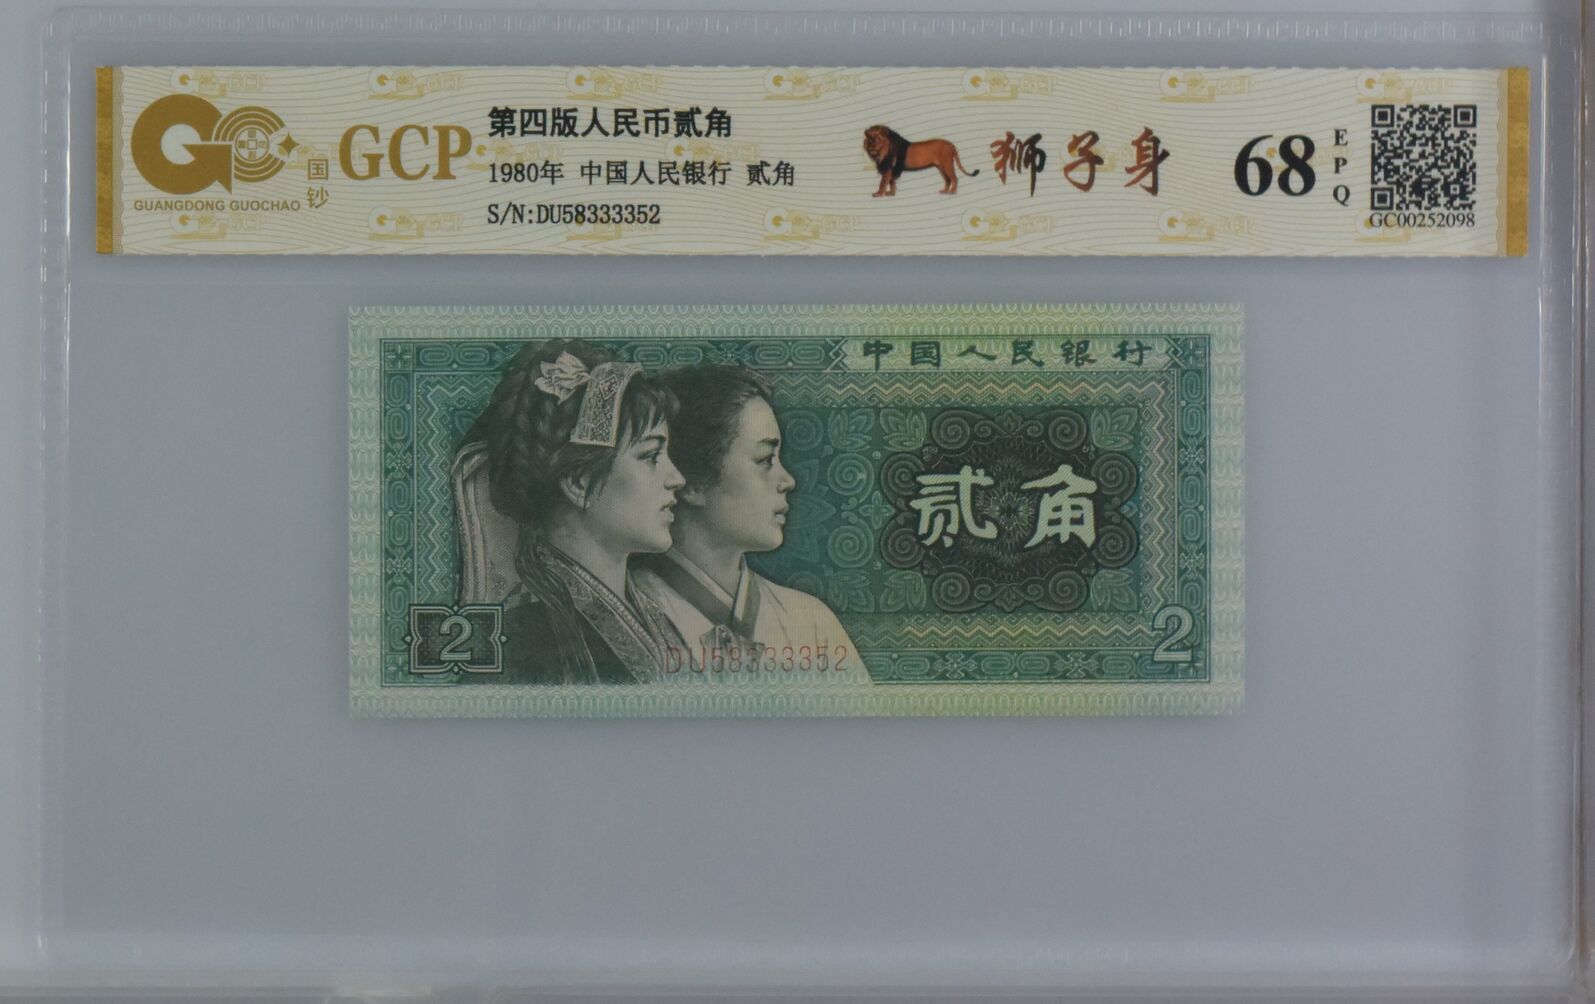 GUANGDONG GUOCHAO
国钞
GCP
第四版人民币贰角
1980年 中国人民银行 贰角
S/N:DU58333352
狮子身
68
EPQ
GC00252098
中国人民银行
贰角
2
2
DU58333352